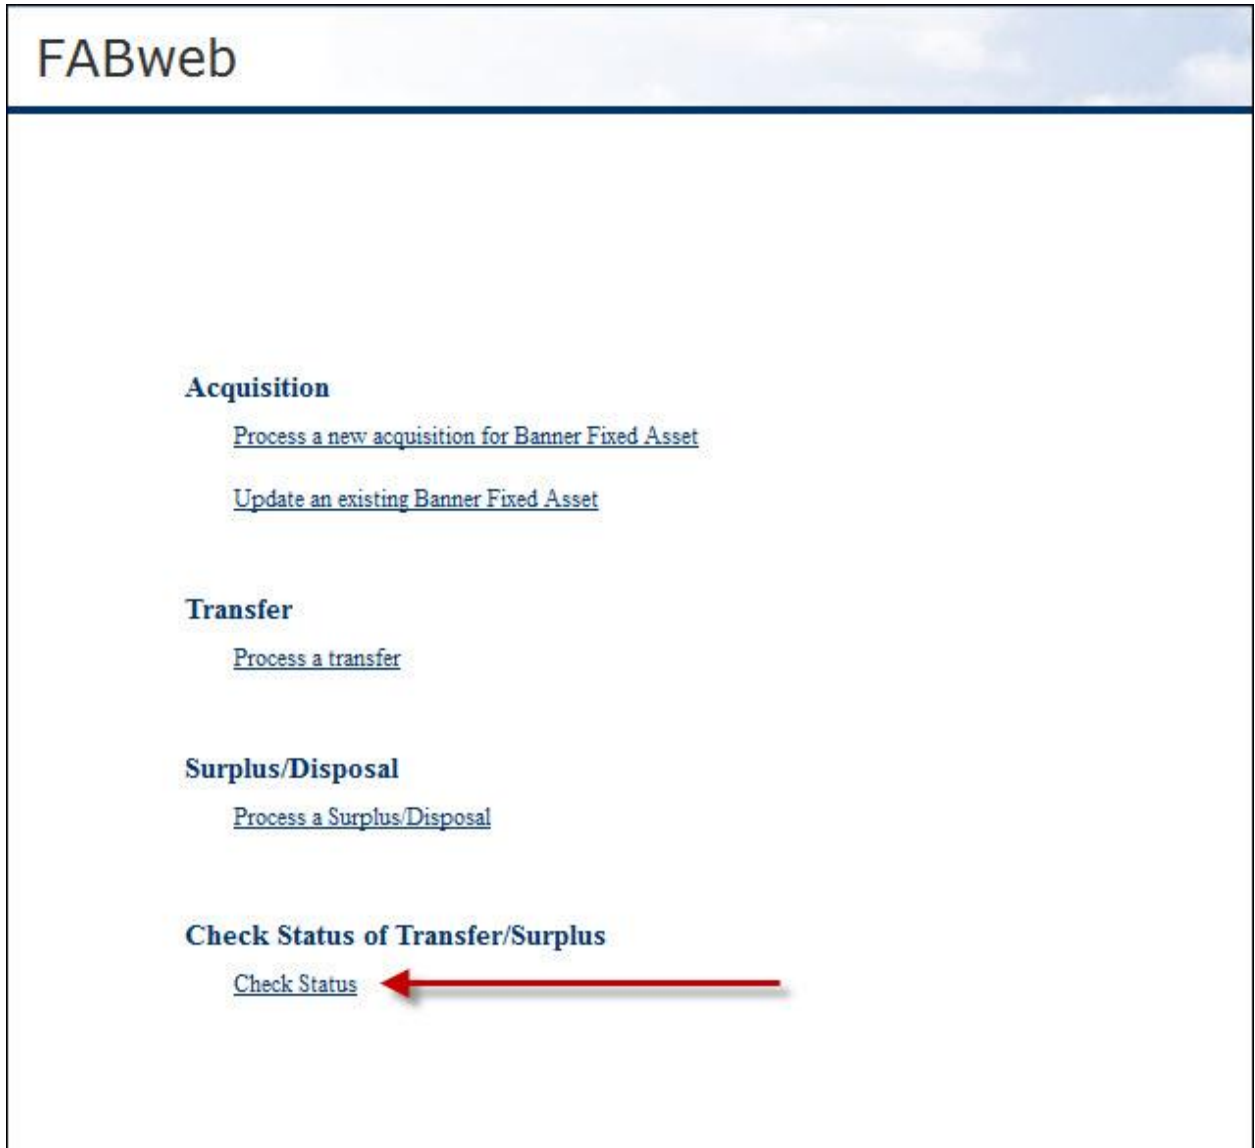 FABweb
Acquisition
Process a new acquisition for Banner Fixed Asset
Update an existing Banner Fixed Asset
Transfer
Process a transfer
Surplus/Disposal
Process a Surplus/Disposal
Check Status of Transfer/Surplus
Check Status